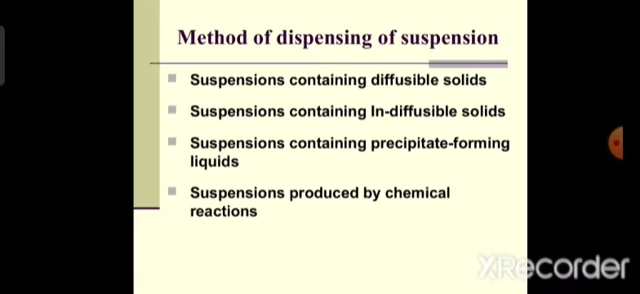 Method of dispensing of suspension
Suspensions containing diffusible solids
Suspensions containing In-diffusible solids
Suspensions containing precipitate-forming
liquids
Suspensions produced by chemical
reactions
XRecorder